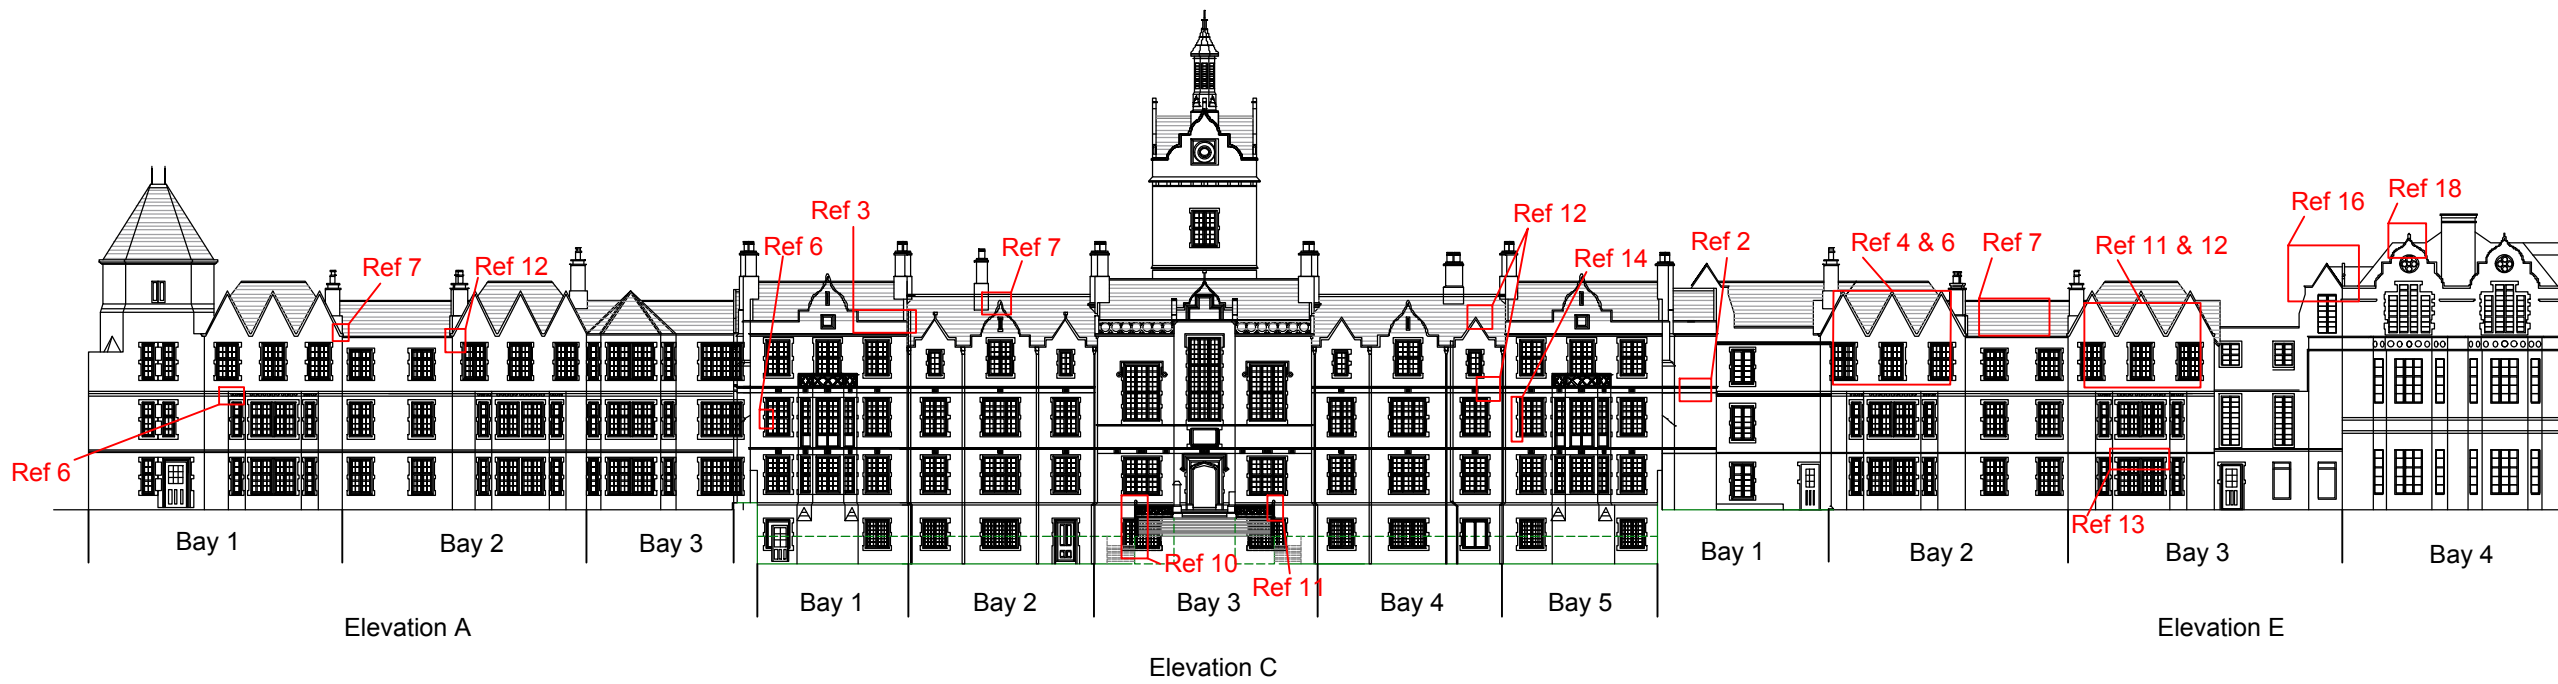 Ref 18
Ref 16
Ref 3
Ref 12
Ref 6
Ref 7
Ref 2
Ref 4 & 6
Ref 7
Ref 11 & 12
Ref 14
Ref 7
Ref 12
Ref 6
Ref 13
Bay 1
Bay 2
Bay 3
Bay 1
Bay 2
Bay 3
Bay 4
Ref 10
Ref 11
Bay 1
Bay 2
Bay 3
Bay 4
Bay 5
Elevation A
Elevation E
Elevation C